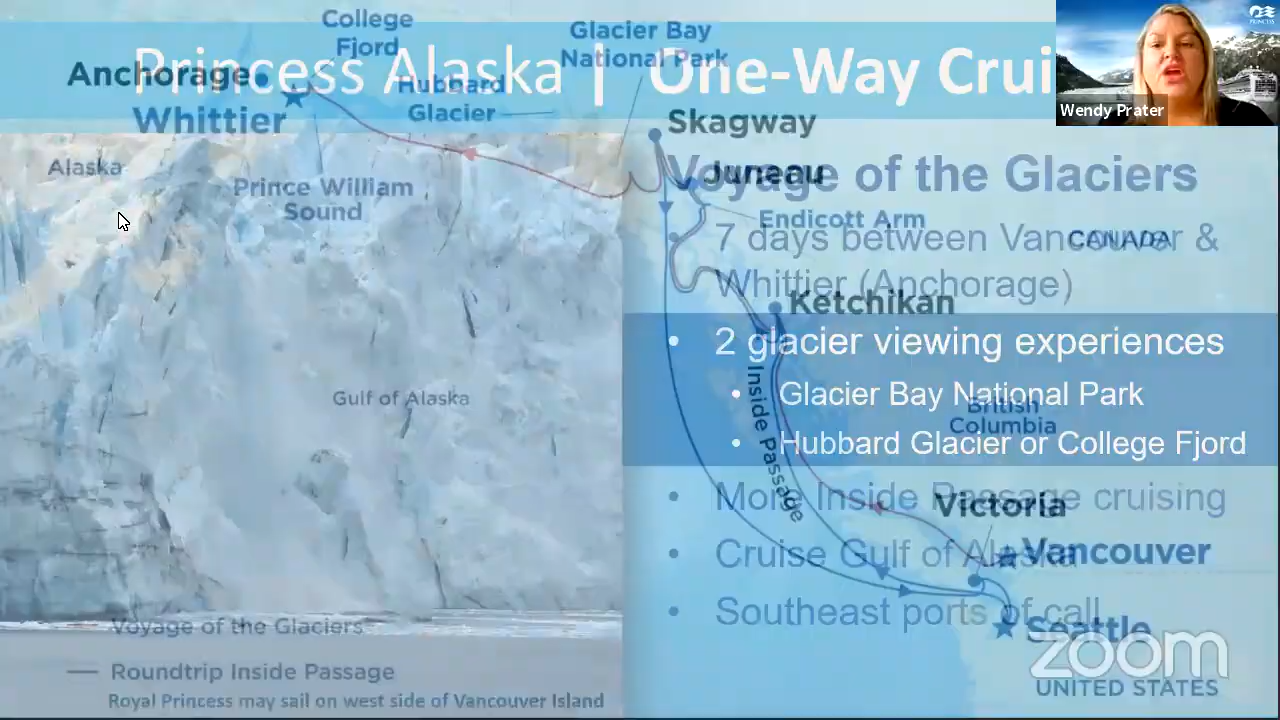 College
Fjord
Glacier Bay
National Park
Princess Alaska | One-Way Crui
Anchorage
Hubbard
Glacier
Whittier
Skagway
PRINCESS
Wendy Prater
Alaska
Juneau
Voyage of the Glaciers
Prince William
Sound
Endicott Arm
7 days between Vancouver &
CANADA
Whittier (Anchorage)
Ketchikan
• 2 glacier viewing experiences
Inside Passage
Gulf of Alaska
• Glacier Bay National Park
British
Columbia
• Hubbard Glacier or College Fjord
• More Inside Passage cruising
Victoria
• Cruise Gulf of Alaska
Vancouver
• Southeast ports of call
Seattle
Voyage of the Glaciers
Roundtrip Inside Passage
Royal Princess may sail on west side of Vancouver Island
zoom
UNITED STATES